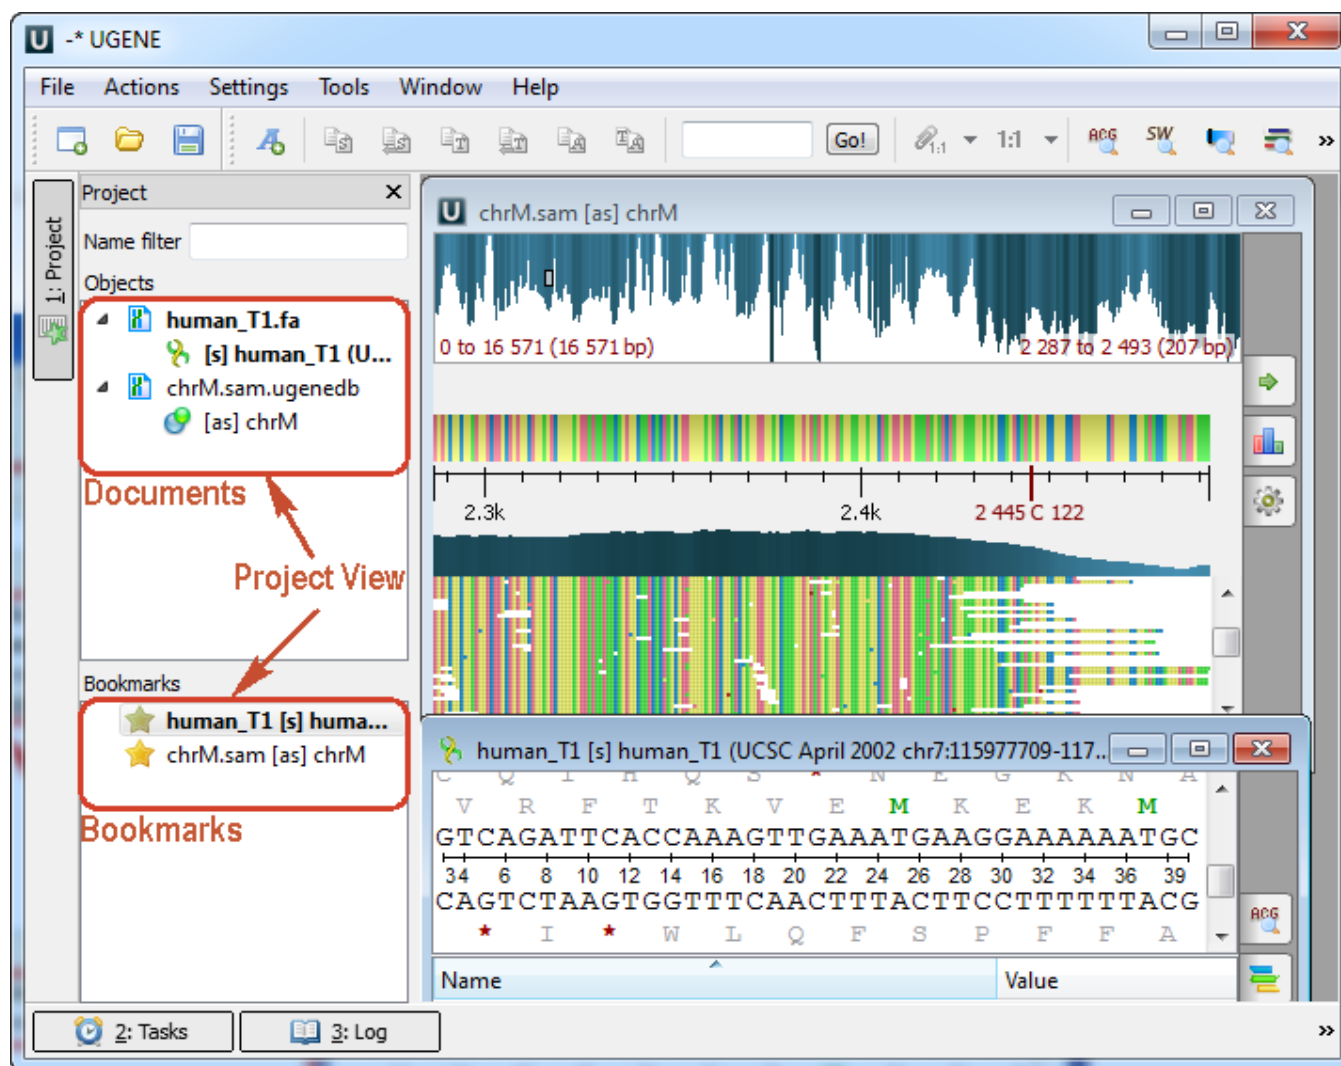 -* UGENE
File Actions Settings Tools Window Help
Go! 1:1 1:1 ACG SW »
1: Project
Project
Name filter
Objects
human_T1.fa
[s] human_T1 (U...
chrM.sam.ugenedb
[as] chrM
Documents
Project View
Bookmarks
human_T1 [s] huma...
chrM.sam [as] chrM
Bookmarks
chrM.sam [as] chrM
0 to 16 571 (16 571 bp)
2 287 to 2 493 (207 bp)
2.3k 2.4k 2 445 C 122
human_T1 [s] human_T1 (UCSC April 2002 chr7:115977709-117...
C Q I H Q S * N E G K N A
V R F T K V E M K E K M
GTCAGATTCACCAAAGTTGAAATGAAGGAAAAAATGC
34 6 8 10 12 14 16 18 20 22 24 26 28 30 32 34 36 39
CAGTCTAAGTGGTTTCAACTTTACTTCCTTTTTTACG
* I * W L Q F S P F F A
ACG
Name Value
2: Tasks 3: Log »